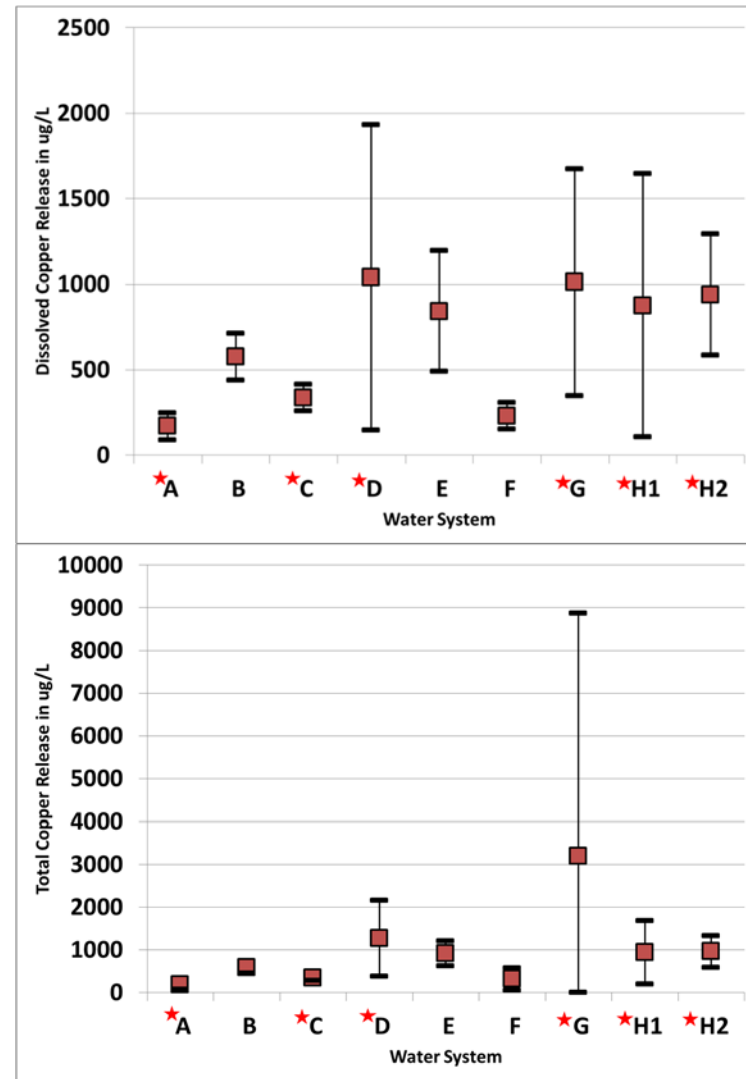 Dissolved Copper Release in ug/L
2500
2000
1500
1000
500
0
A B C D E F G H1 H2
Water System
Total Copper Release in ug/L
10000
9000
8000
7000
6000
5000
4000
3000
2000
1000
0
A B C D E F G H1 H2
Water System